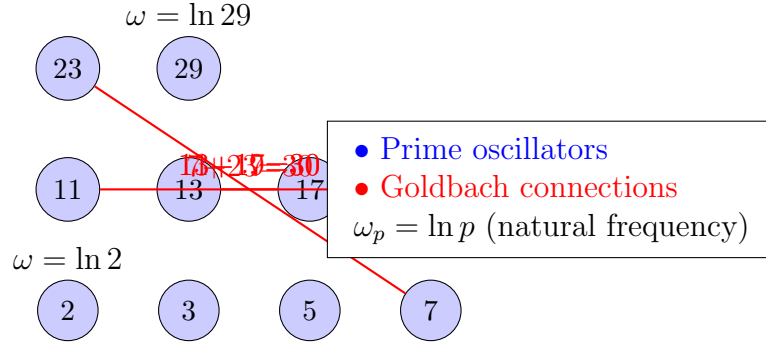 ω = ln 29
23
29
• Prime oscillators
• Goldbach connections
ω_p = ln p (natural frequency)
11
13
17
ω = ln 2
2
3
5
7